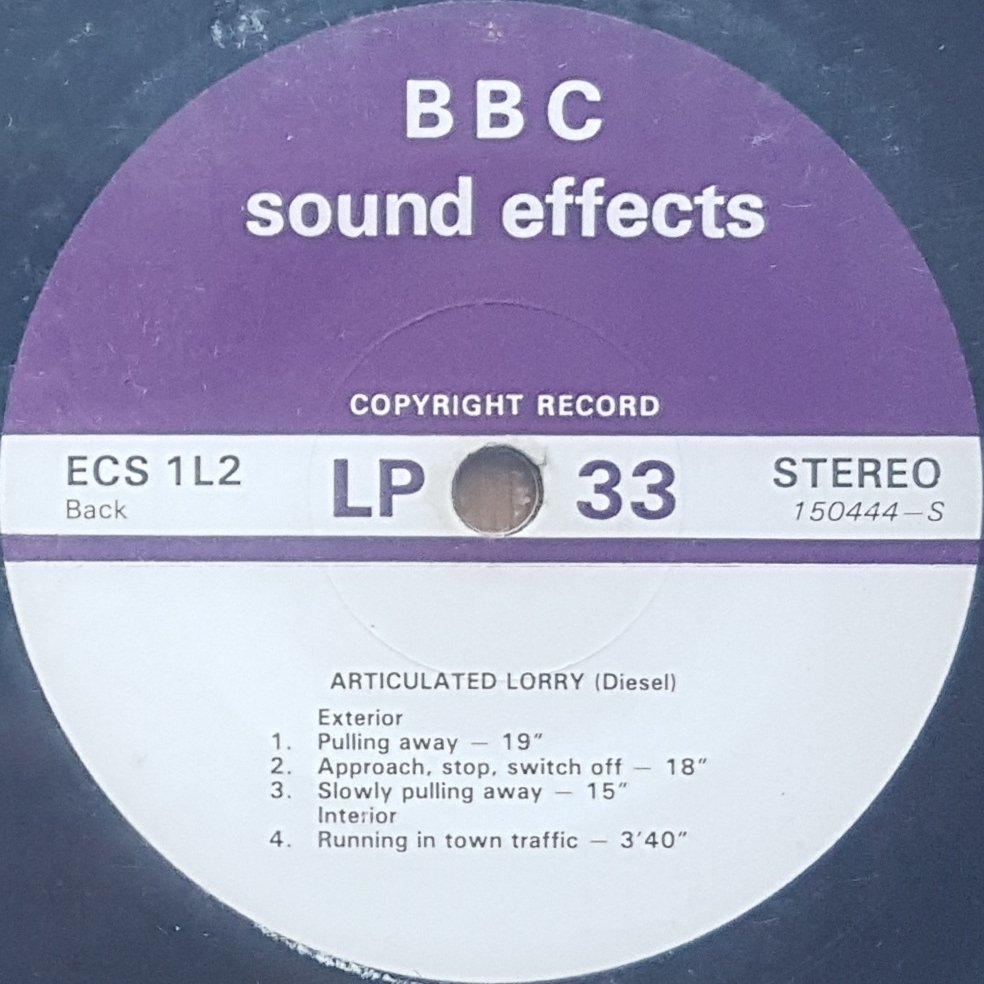 BBC
sound effects
COPYRIGHT RECORD
ECS 1L2
Back
LP 33
STEREO
150444–S
ARTICULATED LORRY (Diesel)
Exterior
1. Pulling away – 19″
2. Approach, stop, switch off – 18″
3. Slowly pulling away – 15″
Interior
4. Running in town traffic – 3′40″